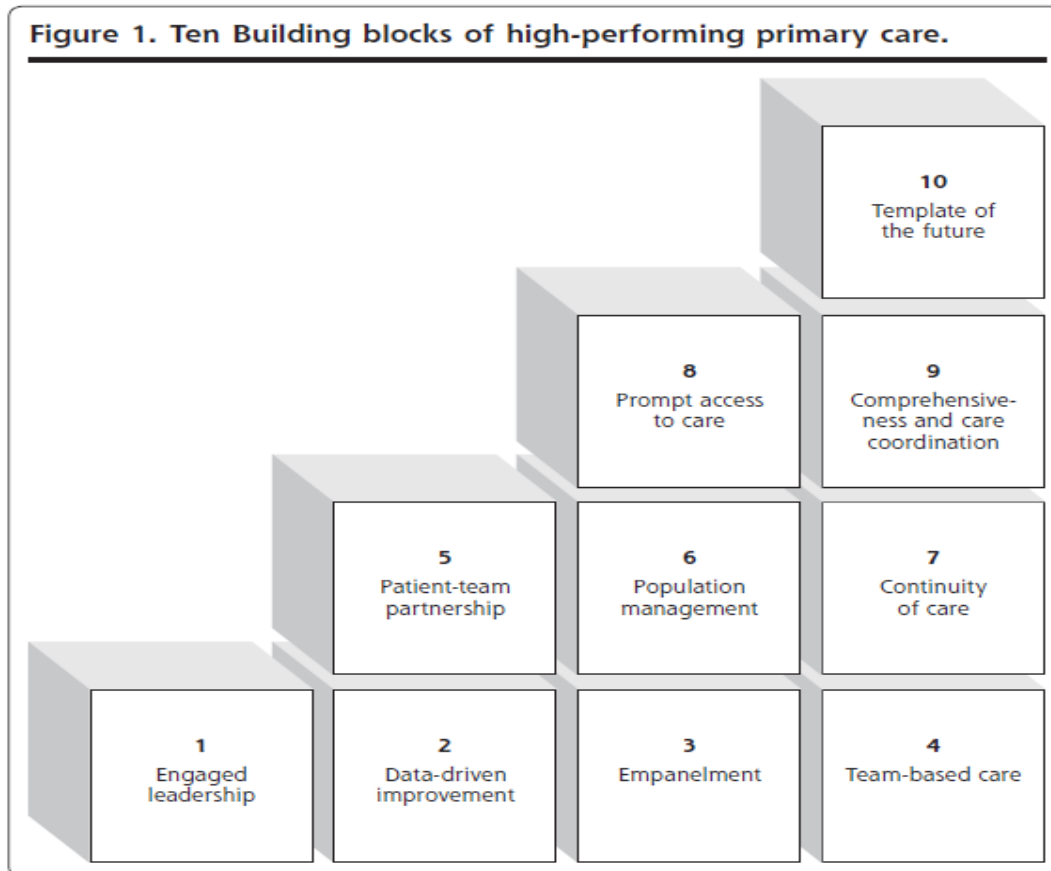 Figure 1. Ten Building blocks of high-performing primary care.
10
Template of
the future
8
Prompt access
to care
9
Comprehensive-
ness and care
coordination
5
Patient-team
partnership
6
Population
management
7
Continuity
of care
1
Engaged
leadership
2
Data-driven
improvement
3
Empanelment
4
Team-based care